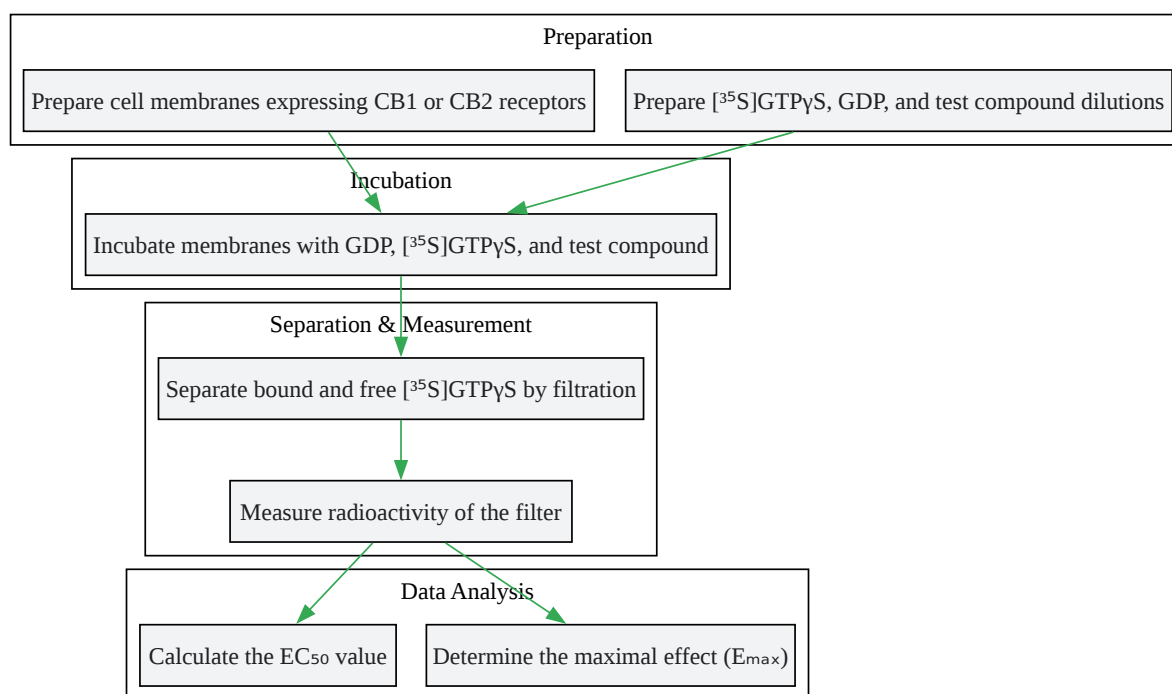 Preparation
Prepare cell membranes expressing CB1 or CB2 receptors
Prepare [³⁵S]GTPγS, GDP, and test compound dilutions
Incubation
Incubate membranes with GDP, [³⁵S]GTPγS, and test compound
Separation & Measurement
Separate bound and free [³⁵S]GTPγS by filtration
Measure radioactivity of the filter
Data Analysis
Calculate the EC₅₀ value
Determine the maximal effect (Eₘₐₓ)